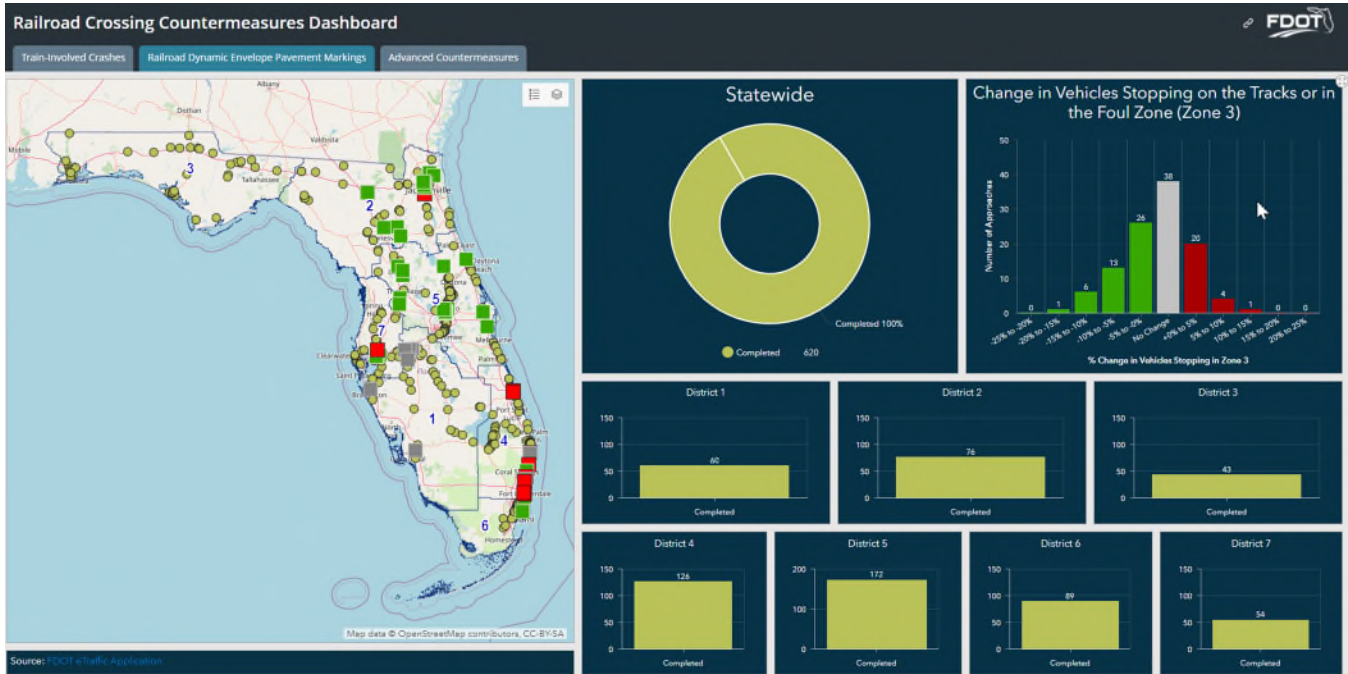 Railroad Crossing Countermeasures Dashboard
FDOT
Train-Involved Crashes
Railroad Dynamic Envelope Pavement Markings
Advanced Countermeasures
Albany
Dothan
Valdosta
Mobile
Tallahassee
3
2
5
7
1
4
6
Clearwater
Homestead
Map data © OpenStreetMap contributors, CC-BY-SA
Source: FDOT eTraffic Application
Statewide
Completed 100%
Completed 620
Change in Vehicles Stopping on the Tracks or in
the Foul Zone (Zone 3)
Number of Approaches
50
40
30
20
10
0
0
1
6
13
26
38
20
4
1
0
0
-25% to -20%
-20% to -15%
-15% to -10%
-10% to -5%
-5% to -0%
No Change
+0% to 5%
5% to 10%
10% to 15%
15% to 20%
20% to 25%
% Change in Vehicles Stopping in Zone 3
District 1
150
100
50
0
60
Completed
District 2
150
100
50
0
76
Completed
District 3
150
100
50
0
43
Completed
District 4
150
100
50
0
126
Completed
District 5
200
100
0
172
Completed
District 6
150
100
50
0
89
Completed
District 7
150
100
50
0
54
Completed